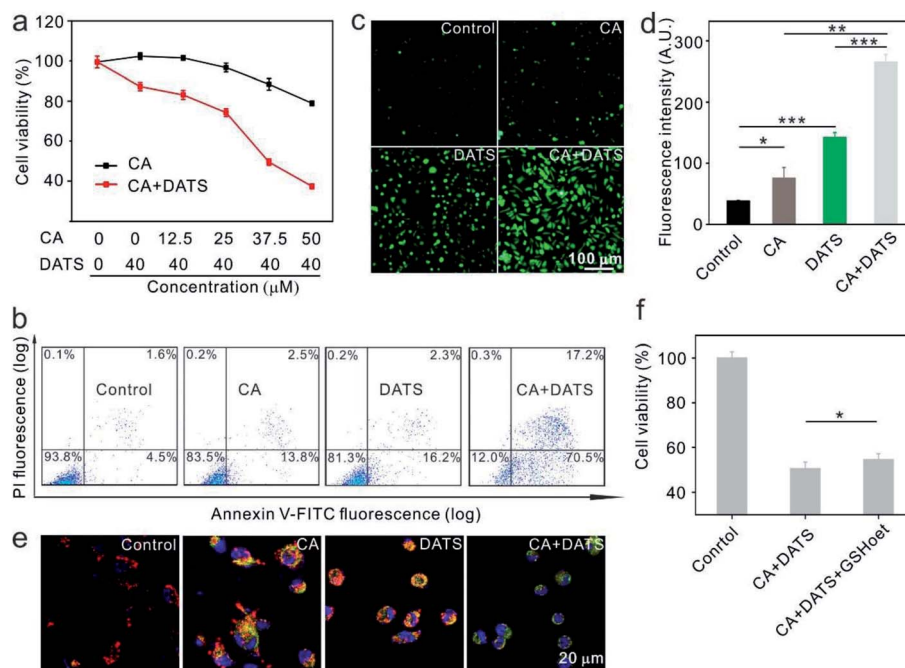 a
Cell viability (%)
120
100
80
60
40
CA
CA+DATS
CA 0 0 12.5 25 37.5 50
DATS 0 40 40 40 40 40
Concentration (μM)
c
Control
CA
DATS
CA+DATS
100 μm
d
Fluorescence intensity (A.U.)
300
200
100
0
**
***
***
*
Control
CA
DATS
CA+DATS
b
PI fluorescence (log)
0.1% 1.6%
Control
93.8% 4.5%
0.2% 2.5%
CA
83.5% 13.8%
0.2% 2.3%
DATS
81.3% 16.2%
0.3% 17.2%
CA+DATS
12.0% 70.5%
Annexin V-FITC fluorescence (log)
e
Control
CA
DATS
CA+DATS
20 μm
f
Cell viability (%)
100
80
60
40
*
Conrtol
CA+DATS
CA+DATS+GSHoet